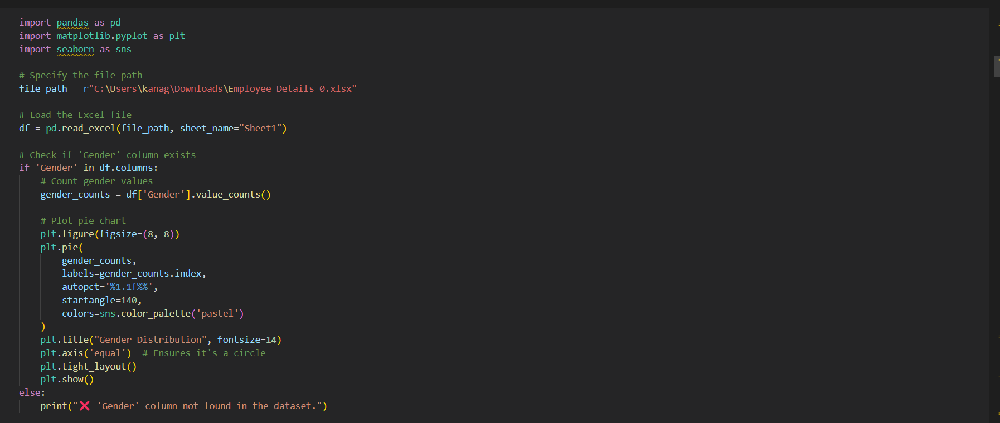 import pandas as pd
import matplotlib.pyplot as plt
import seaborn as sns

# Specify the file path
file_path = r"C:\Users\kanag\Downloads\Employee_Details_0.xlsx"

# Load the Excel file
df = pd.read_excel(file_path, sheet_name="Sheet1")

# Check if 'Gender' column exists
if 'Gender' in df.columns:
    # Count gender values
    gender_counts = df['Gender'].value_counts()

    # Plot pie chart
    plt.figure(figsize=(8, 8))
    plt.pie(
        gender_counts,
        labels=gender_counts.index,
        autopct='%1.1f%%',
        startangle=140,
        colors=sns.color_palette('pastel')
    )
    plt.title("Gender Distribution", fontsize=14)
    plt.axis('equal')  # Ensures it's a circle
    plt.tight_layout()
    plt.show()
else:
    print("❌ 'Gender' column not found in the dataset.")